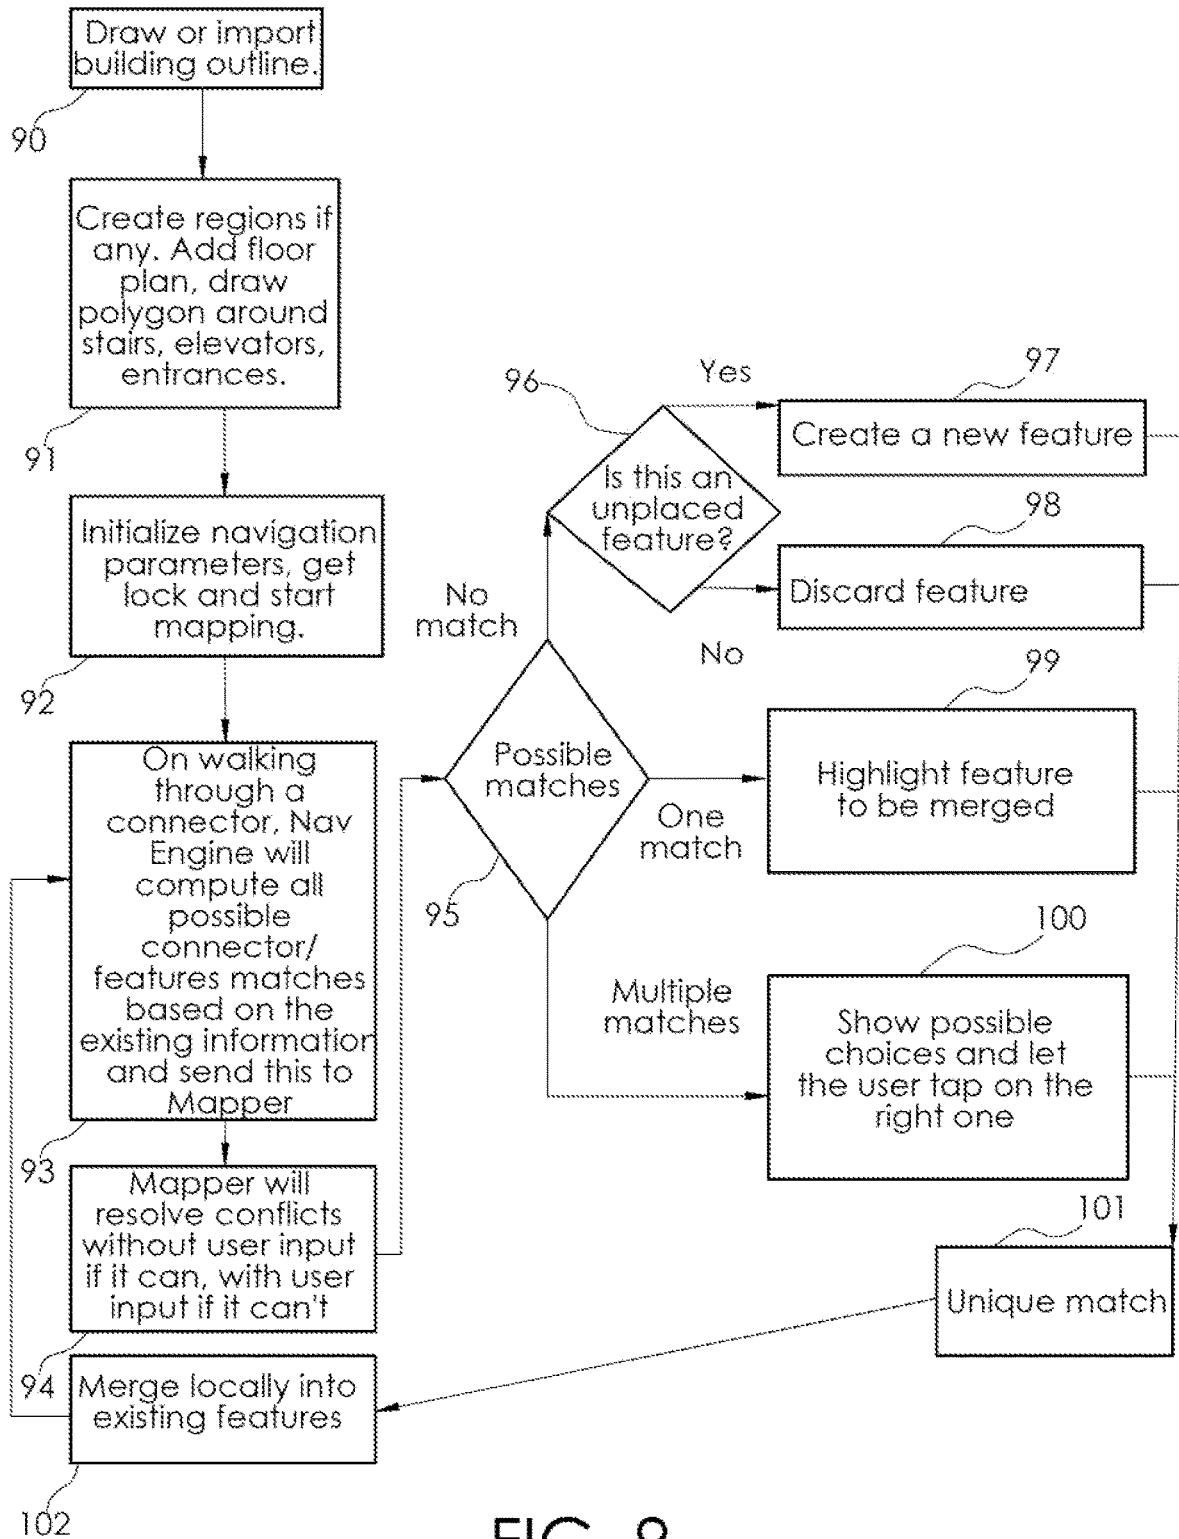 Draw or import
building outline.
90
Create regions if
any. Add floor
plan, draw
polygon around
stairs, elevators,
entrances.
91
Initialize navigation
parameters, get
lock and start
mapping.
92
On walking
through a
connector, Nav
Engine will
compute all
possible
connector/
features matches
based on the
existing information
and send this to
Mapper
93
Mapper will
resolve conflicts
without user input
if it can, with user
input if it can't
94
Merge locally into
existing features
102
Possible
matches
95
No
match
One
match
Multiple
matches
96
Is this an
unplaced
feature?
Yes
No
97
Create a new feature
98
Discard feature
99
Highlight feature
to be merged
100
Show possible
choices and let
the user tap on the
right one
101
Unique match